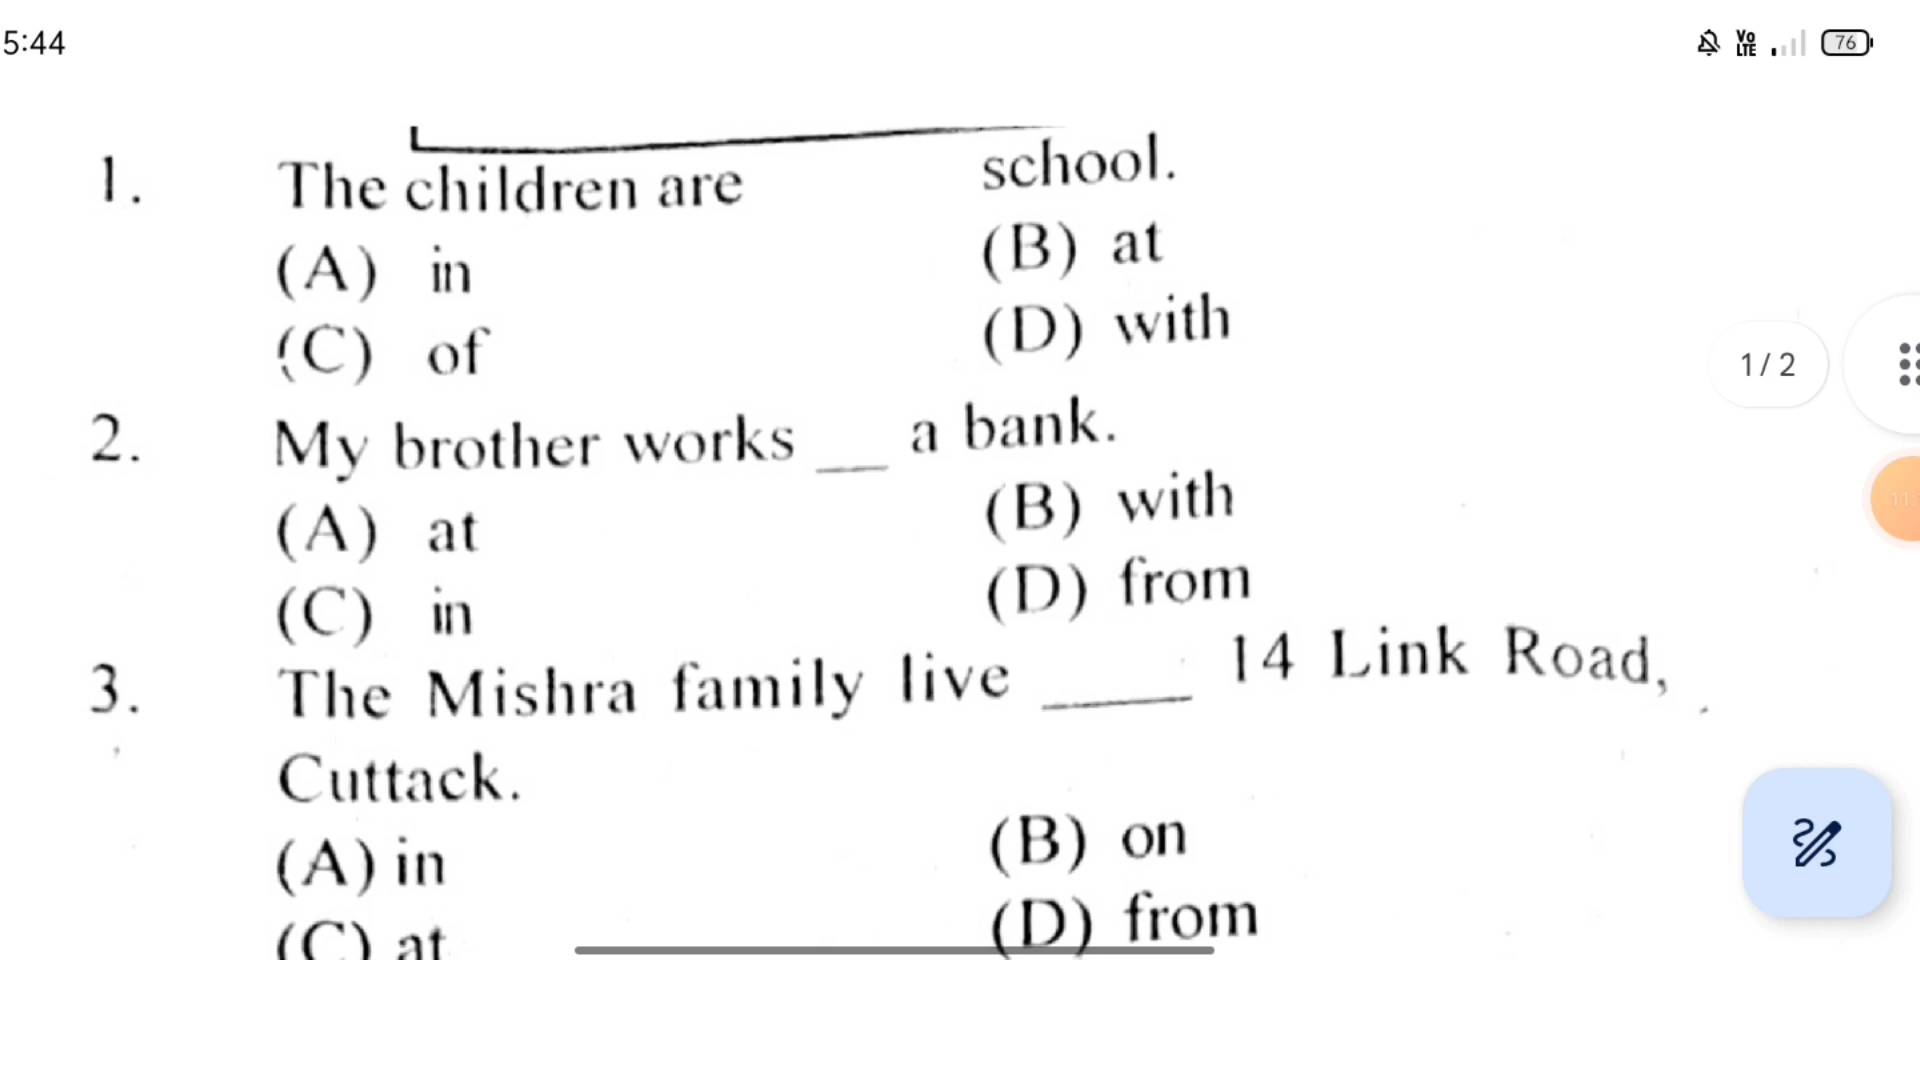 5:44
Vo LTE 76
1. The children are school.
(A) in (B) at
(C) of (D) with
1/2
2. My brother works __ a bank.
(A) at (B) with
(C) in (D) from
3. The Mishra family live ____ 14 Link Road,
Cuttack.
(A) in (B) on
(C) at (D) from